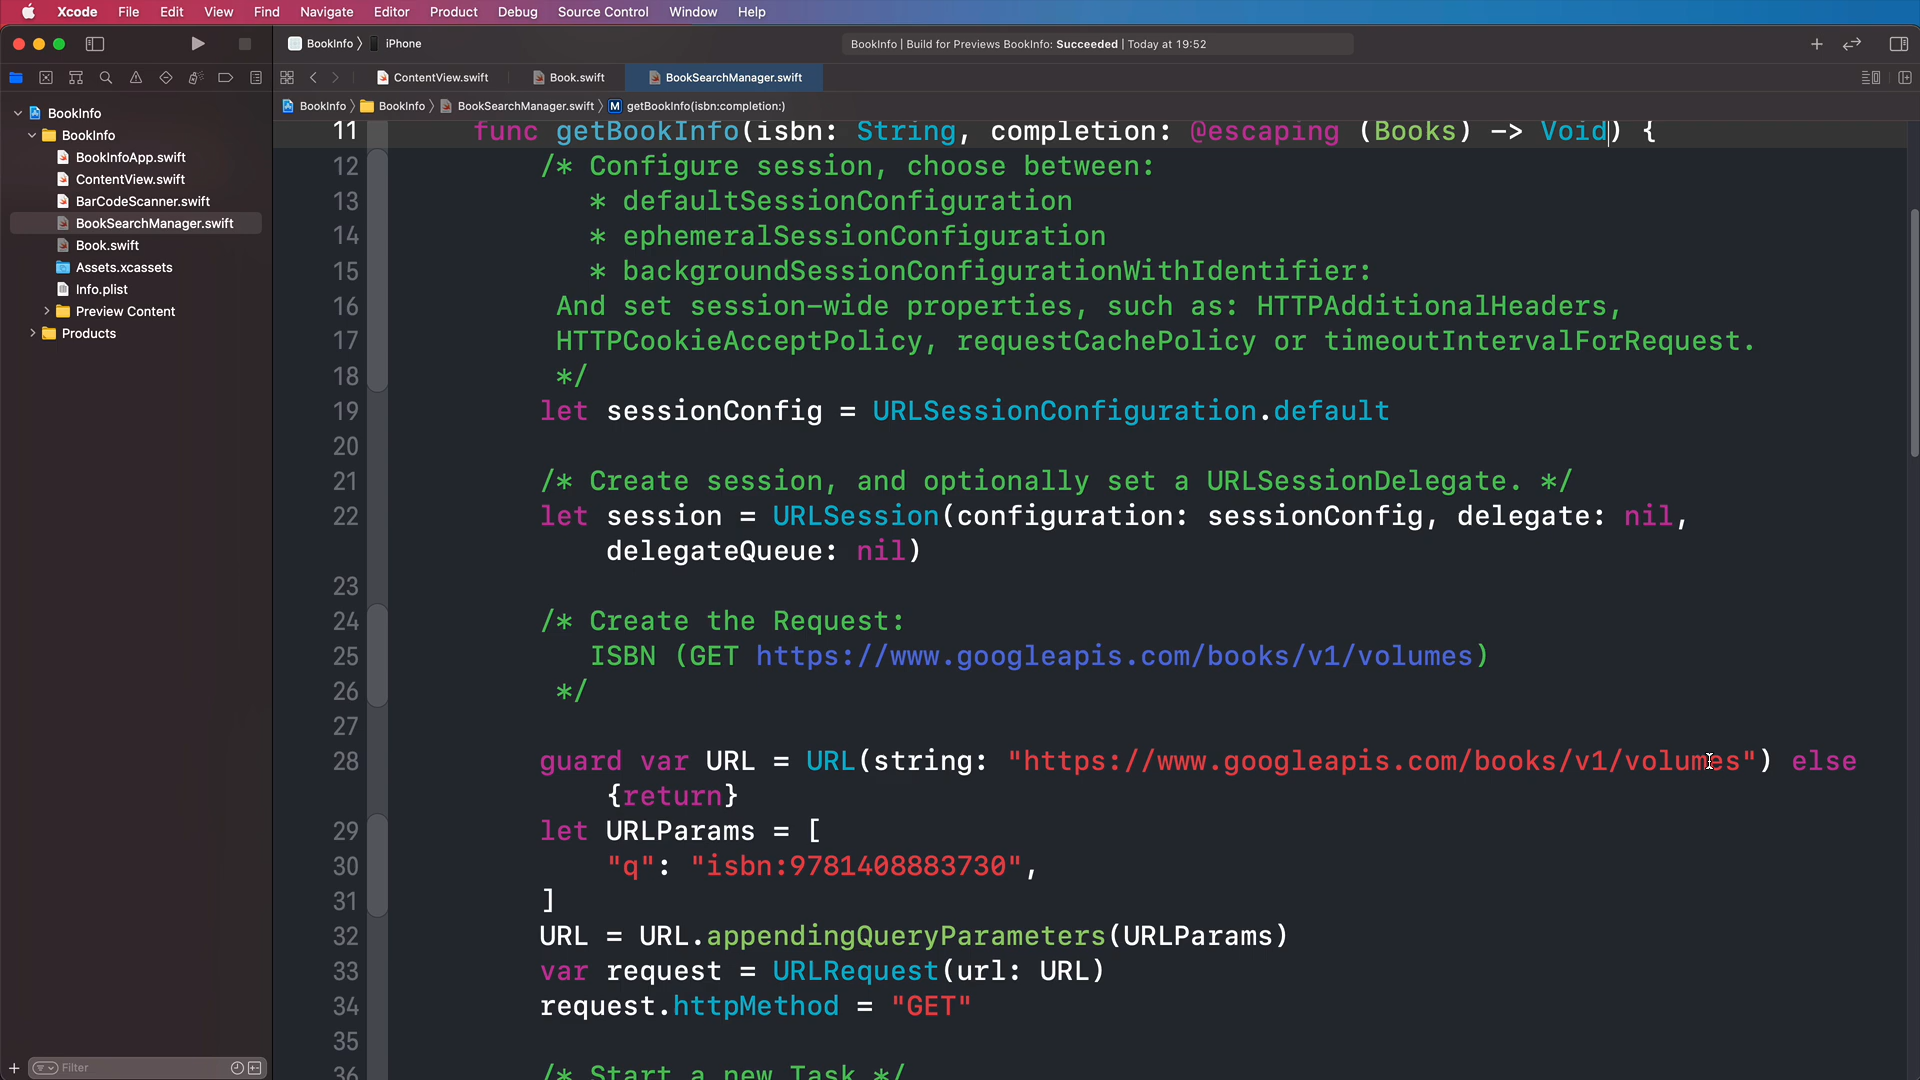 Xcode File Edit View Find Navigate Editor Product Debug Source Control Window Help
BookInfo iPhone
BookInfo | Build for Previews BookInfo: Succeeded | Today at 19:52
ContentView.swift Book.swift BookSearchManager.swift
BookInfo BookInfo BookSearchManager.swift M getBookInfo(isbn:completion:)
BookInfo
BookInfo
BookInfoApp.swift
ContentView.swift
BarCodeScanner.swift
BookSearchManager.swift
Book.swift
Assets.xcassets
Info.plist
Preview Content
Products
Filter
11 func getBookInfo(isbn: String, completion: @escaping (Books) -> Void) {
12 /* Configure session, choose between:
13 * defaultSessionConfiguration
14 * ephemeralSessionConfiguration
15 * backgroundSessionConfigurationWithIdentifier:
16 And set session-wide properties, such as: HTTPAdditionalHeaders,
17 HTTPCookieAcceptPolicy, requestCachePolicy or timeoutIntervalForRequest.
18 */
19 let sessionConfig = URLSessionConfiguration.default
20
21 /* Create session, and optionally set a URLSessionDelegate. */
22 let session = URLSession(configuration: sessionConfig, delegate: nil,
delegateQueue: nil)
23
24 /* Create the Request:
25 ISBN (GET https://www.googleapis.com/books/v1/volumes)
26 */
27
28 guard var URL = URL(string: "https://www.googleapis.com/books/v1/volumes") else
{return}
29 let URLParams = [
30 "q": "isbn:9781408883730",
31 ]
32 URL = URL.appendingQueryParameters(URLParams)
33 var request = URLRequest(url: URL)
34 request.httpMethod = "GET"
35
36 /* Start a new Task */